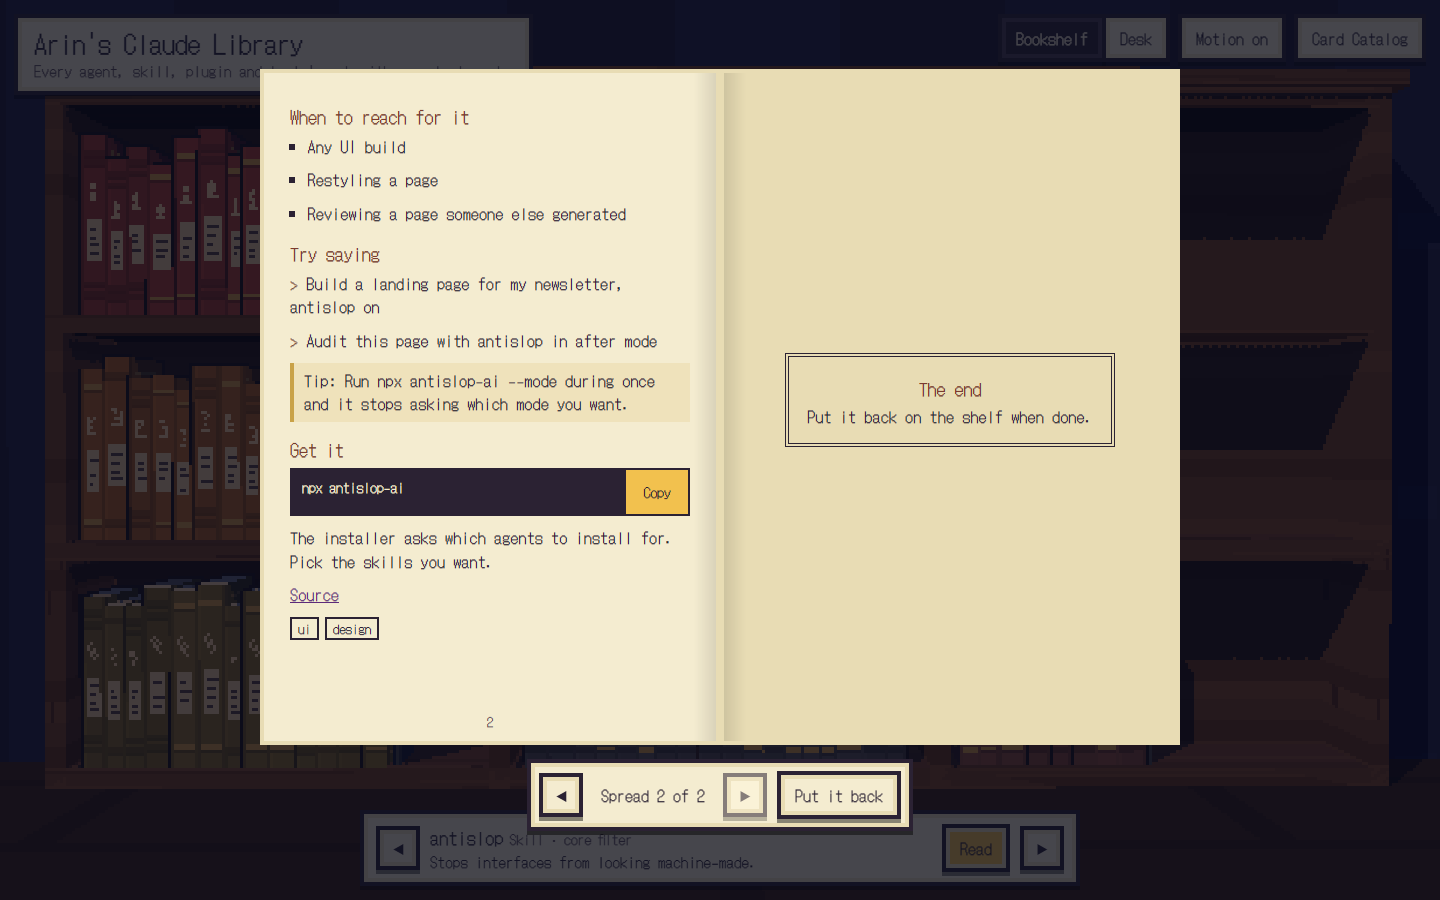 Arin's Claude Library
Every agent, skill, plugin and
Bookshelf
Desk
Motion on
Card Catalog
When to reach for it
Any UI build
Restyling a page
Reviewing a page someone else generated
Try saying
> Build a landing page for my newsletter,
antislop on
> Audit this page with antislop in after mode
Tip: Run npx antislop-ai --mode during once
and it stops asking which mode you want.
Get it
npx antislop-ai
Copy
The installer asks which agents to install for.
Pick the skills you want.
Source
ui
design
2
The end
Put it back on the shelf when done.
Spread 2 of 2
Put it back
antislop Skill · core filter
Stops interfaces from looking machine-made.
Read